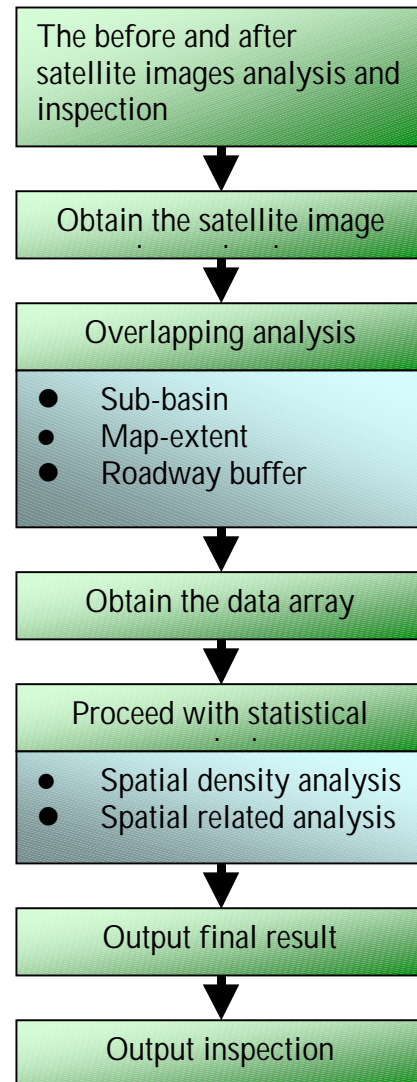 The before and after
satellite images analysis and
inspection
Obtain the satellite image
Overlapping analysis
● Sub-basin
● Map-extent
● Roadway buffer
Obtain the data array
Proceed with statistical
● Spatial density analysis
● Spatial related analysis
Output final result
Output inspection